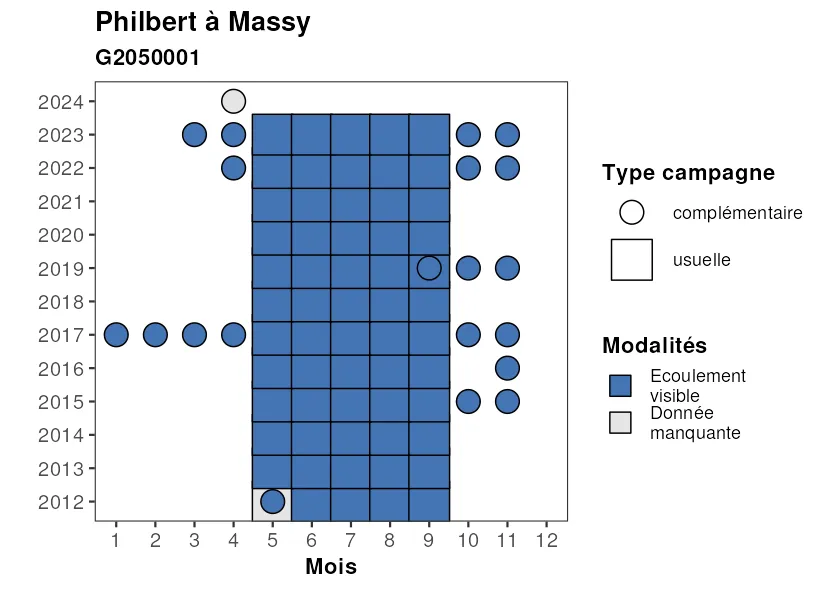 Philbert à Massy
G2050001
2024
2023
2022
2021
2020
2019
2018
2017
2016
2015
2014
2013
2012
1 2 3 4 5 6 7 8 9 10 11 12
Mois
Type campagne
complémentaire
usuelle
Modalités
Ecoulement
visible
Donnée
manquante